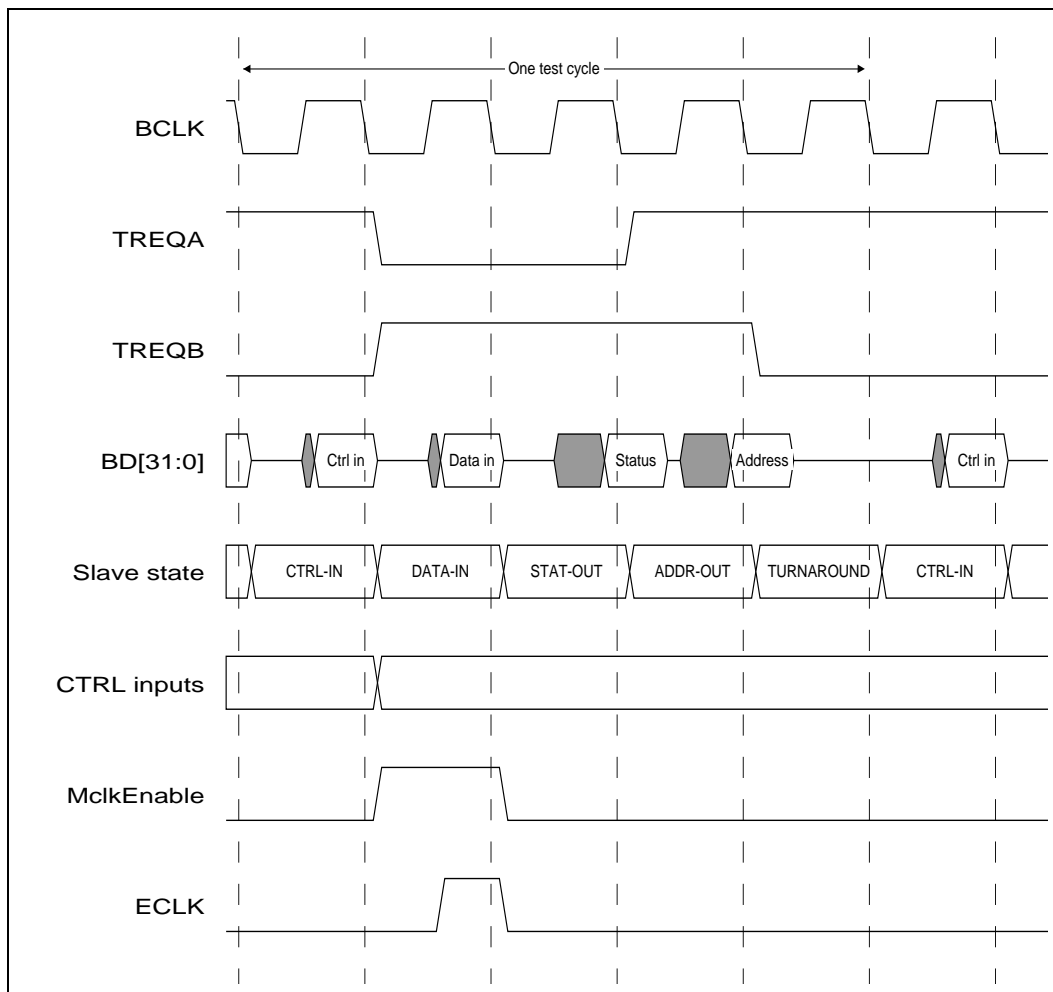 One test cycle
BCLK
TREQA
TREQB
BD[31:0]
Ctrl in
Data in
Status
Address
Ctrl in
Slave state
CTRL-IN
DATA-IN
STAT-OUT
ADDR-OUT
TURNAROUND
CTRL-IN
CTRL inputs
MclkEnable
ECLK